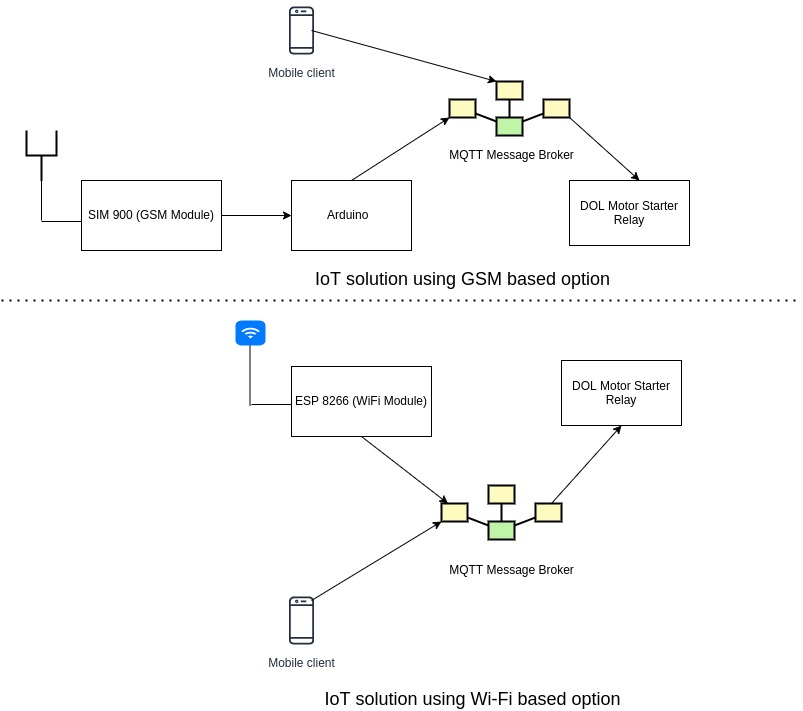 Mobile client
MQTT Message Broker
SIM 900 (GSM Module)
Arduino
DOL Motor Starter
Relay
IoT solution using GSM based option
ESP 8266 (WiFi Module)
DOL Motor Starter
Relay
MQTT Message Broker
Mobile client
IoT solution using Wi-Fi based option